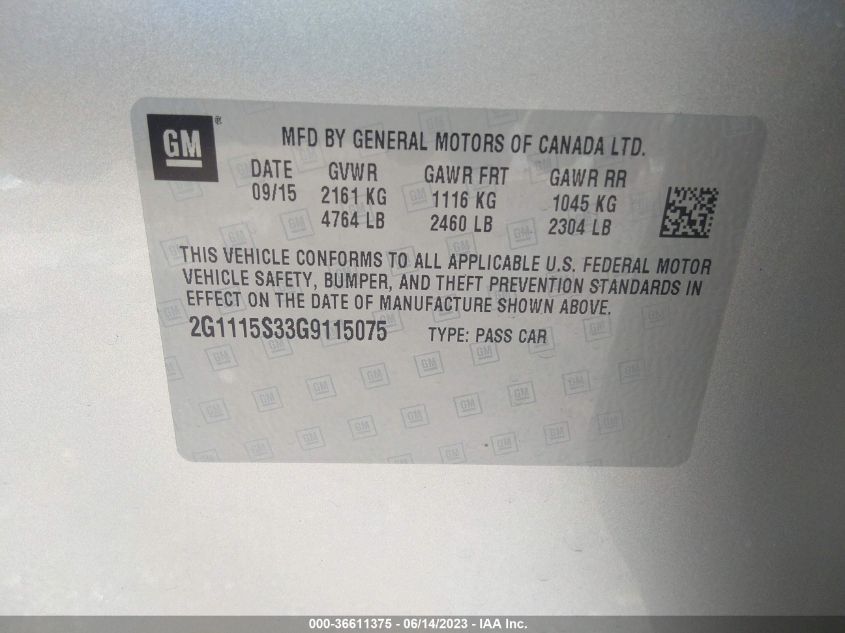 GM ®
MFD BY GENERAL MOTORS OF CANADA LTD.
DATE GVWR GAWR FRT GAWR RR
09/15 2161 KG 1116 KG 1045 KG
4764 LB 2460 LB 2304 LB
THIS VEHICLE CONFORMS TO ALL APPLICABLE U.S. FEDERAL MOTOR
VEHICLE SAFETY, BUMPER, AND THEFT PREVENTION STANDARDS IN
EFFECT ON THE DATE OF MANUFACTURE SHOWN ABOVE.
2G1115S33G9115075 TYPE: PASS CAR
000-36611375 - 06/14/2023 - IAA Inc.